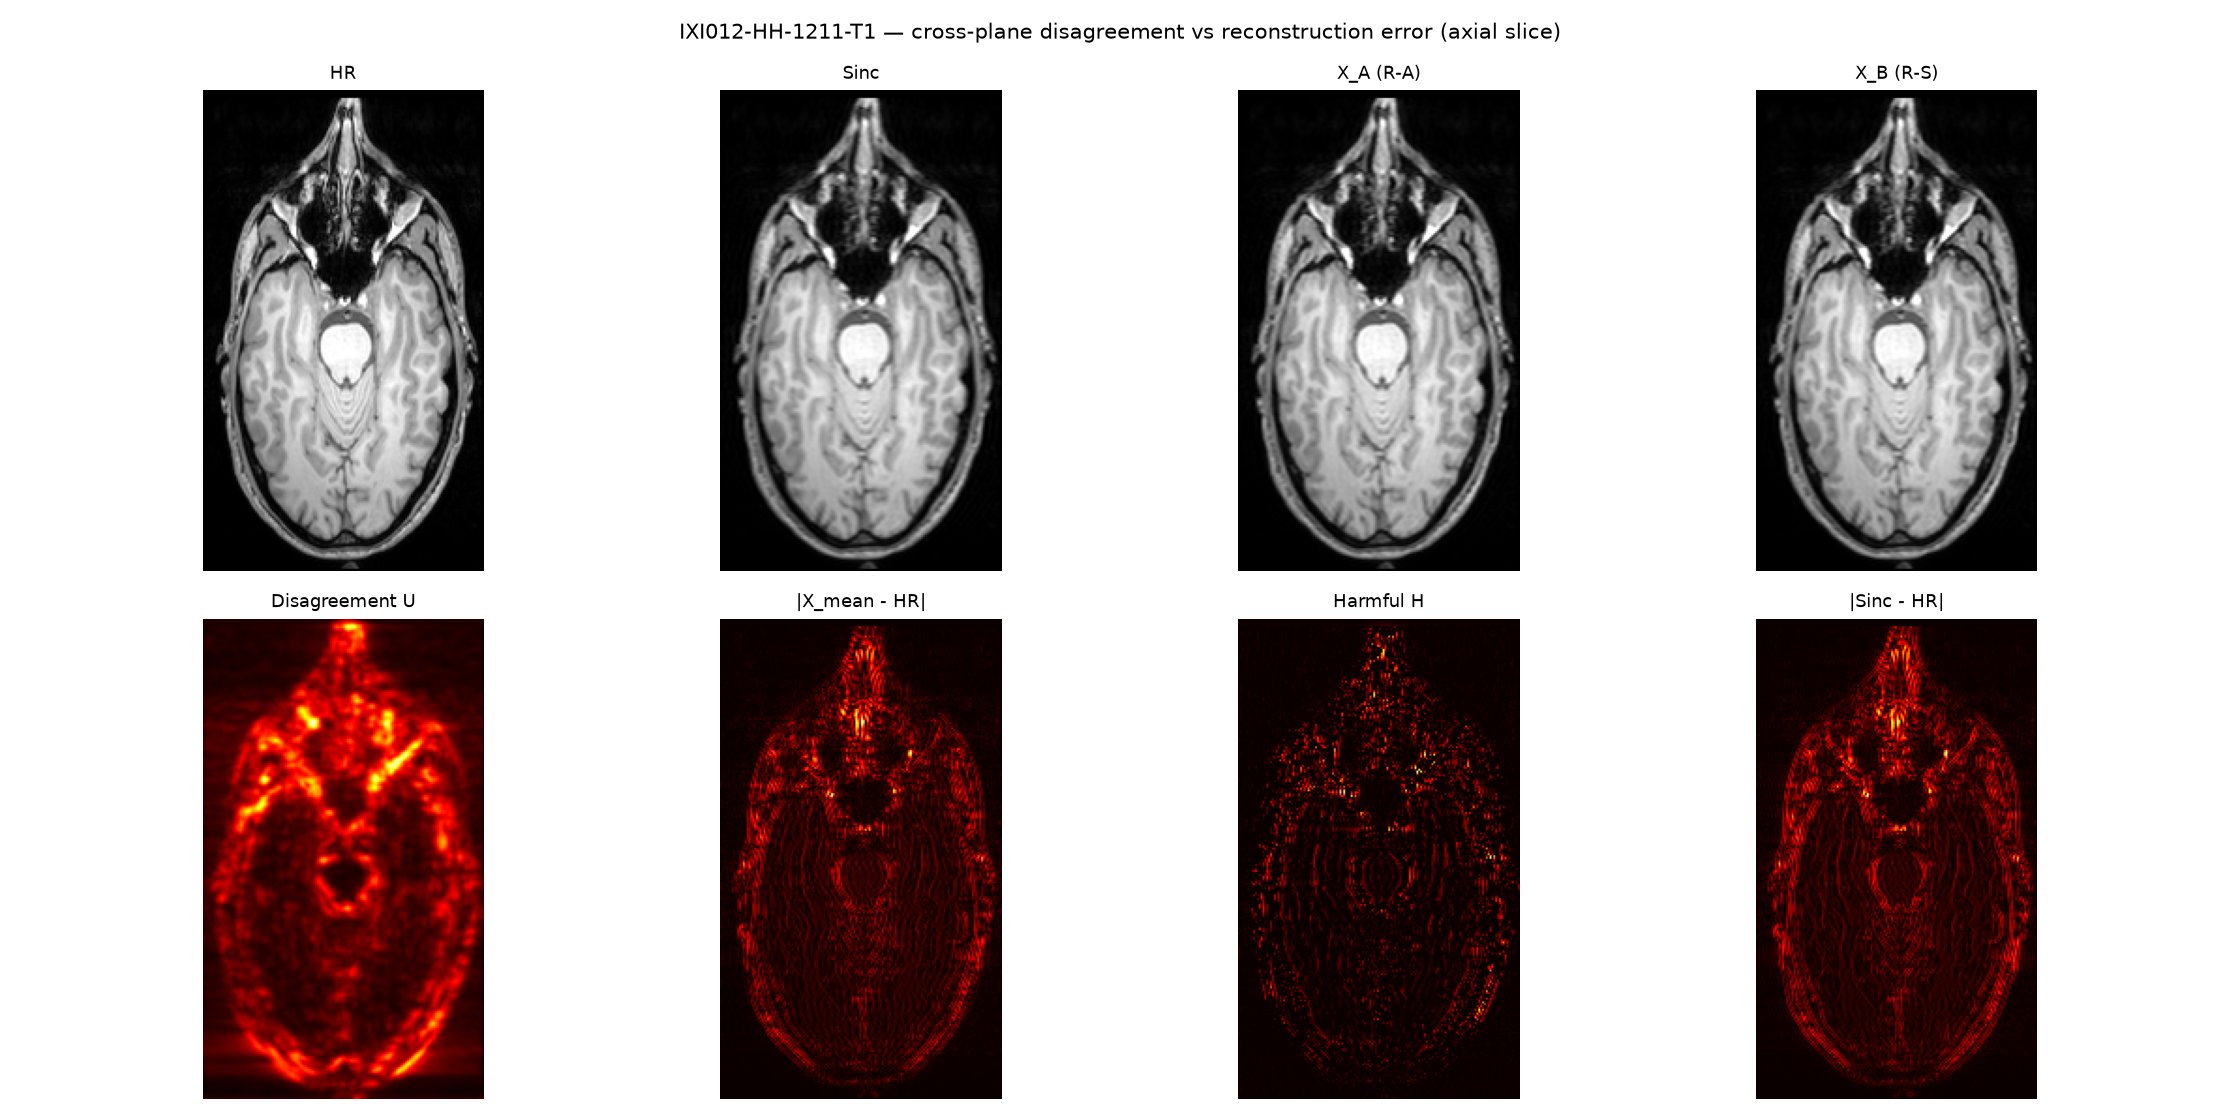 IXI012-HH-1211-T1 — cross-plane disagreement vs reconstruction error (axial slice)
HR
Sinc
X_A (R-A)
X_B (R-S)
Disagreement U
|X_mean - HR|
Harmful H
|Sinc - HR|